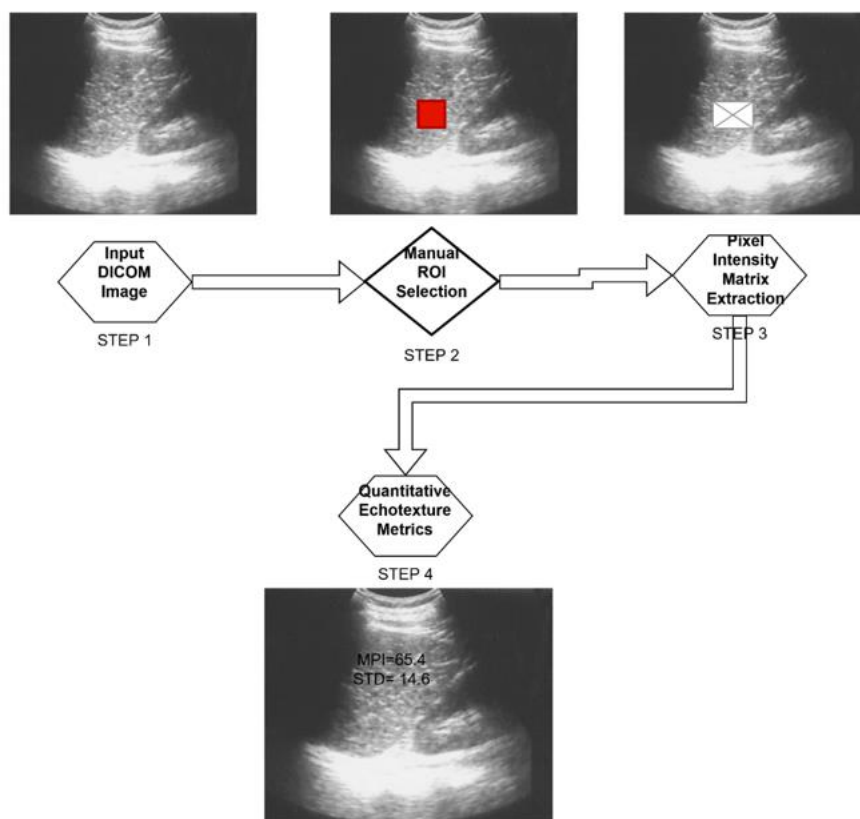 Input
DICOM
Image
STEP 1
Manual
ROI
Selection
STEP 2
Pixel
Intensity
Matrix
Extraction
STEP 3
Quantitative
Echotexture
Metrics
STEP 4
MPI=65.4
STD= 14.6